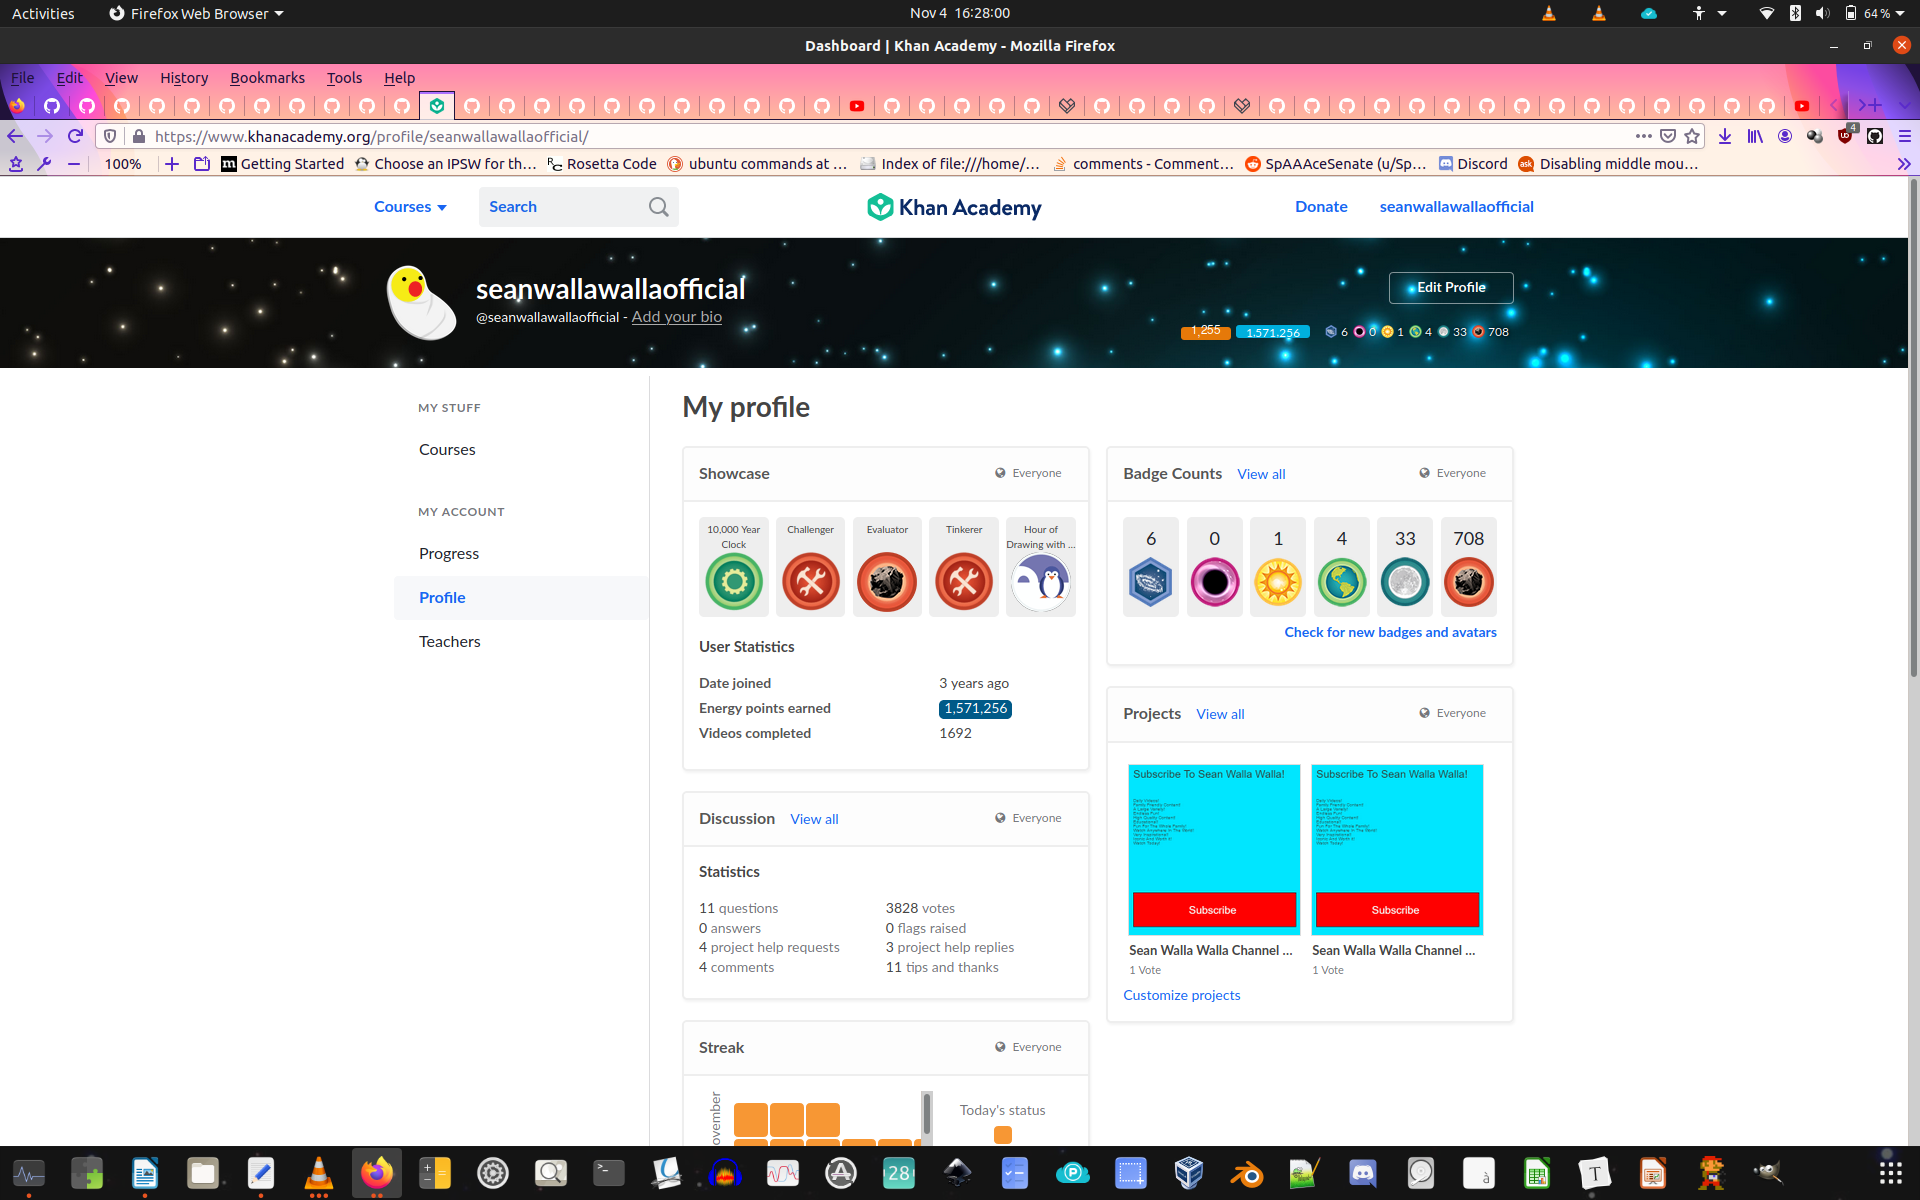 Activities
Firefox Web Browser
Nov 4 16:28:00
64 %
Dashboard | Khan Academy - Mozilla Firefox
File Edit View History Bookmarks Tools Help
https://www.khanacademy.org/profile/seanwallawallaofficial/
4
100%
Getting Started
Choose an IPSW for th…
Rosetta Code
ubuntu commands at …
Index of file:///home/…
comments - Comment…
SpAAAceSenate (u/Sp…
Discord
Disabling middle mou…
Courses
Search
Khan Academy
Donate
seanwallawallaofficial
seanwallawallaofficial
@seanwallawallaofficial - Add your bio
Edit Profile
1,255 1,571,256 6 0 1 4 33 708
MY STUFF
Courses
MY ACCOUNT
Progress
Profile
Teachers
My profile
Showcase
Everyone
10,000 Year
Clock
Challenger
Evaluator
Tinkerer
Hour of
Drawing with ...
User Statistics
Date joined 3 years ago
Energy points earned 1,571,256
Videos completed 1692
Discussion View all
Everyone
Statistics
11 questions 3828 votes
0 answers 0 flags raised
4 project help requests 3 project help replies
4 comments 11 tips and thanks
Streak
Everyone
Today's status
Badge Counts View all
Everyone
6 0 1 4 33 708
Check for new badges and avatars
Projects View all
Everyone
Subscribe To Sean Walla Walla!
Subscribe
Sean Walla Walla Channel ...
1 Vote
Subscribe To Sean Walla Walla!
Subscribe
Sean Walla Walla Channel ...
1 Vote
Customize projects
28